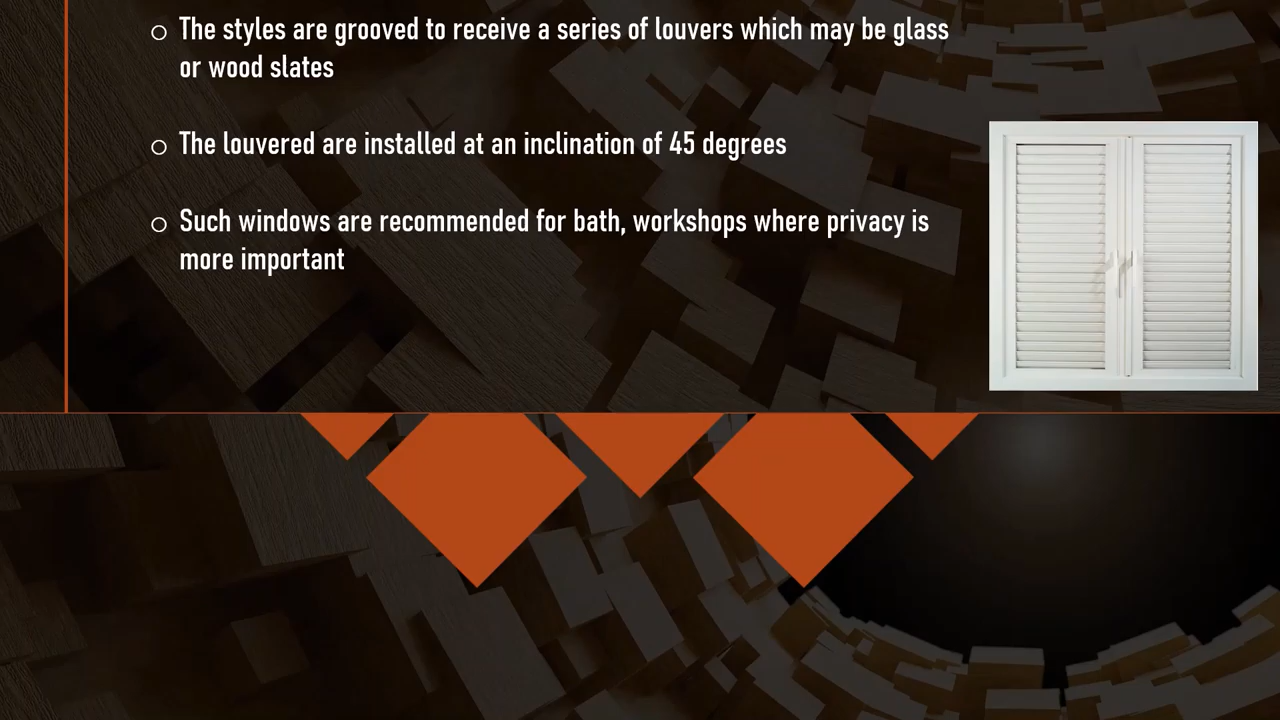 The styles are grooved to receive a series of louvers which may be glass
or wood slates
The louvered are installed at an inclination of 45 degrees
Such windows are recommended for bath, workshops where privacy is
more important